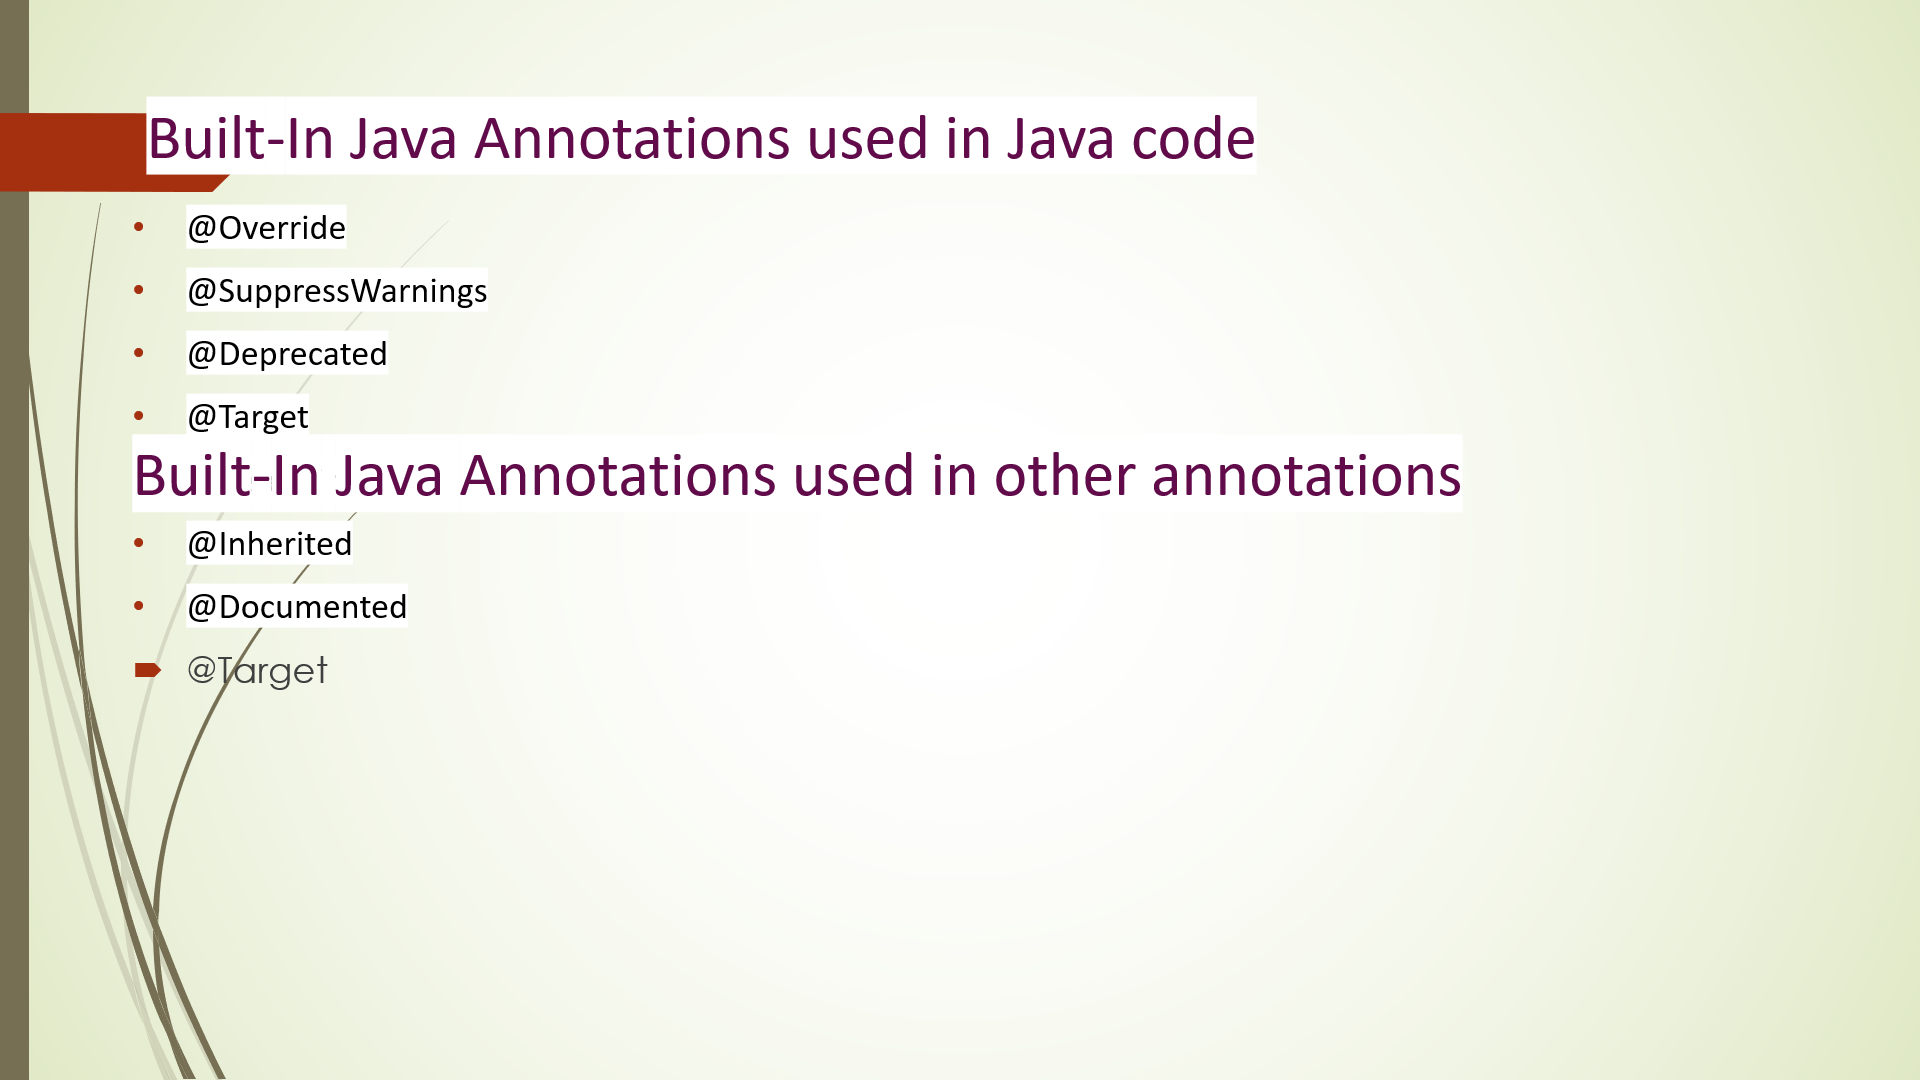 Built-In Java Annotations used in Java code
• @Override
• @SuppressWarnings
• @Deprecated
• @Target
Built-In Java Annotations used in other annotations
• @Inherited
• @Documented
@Target